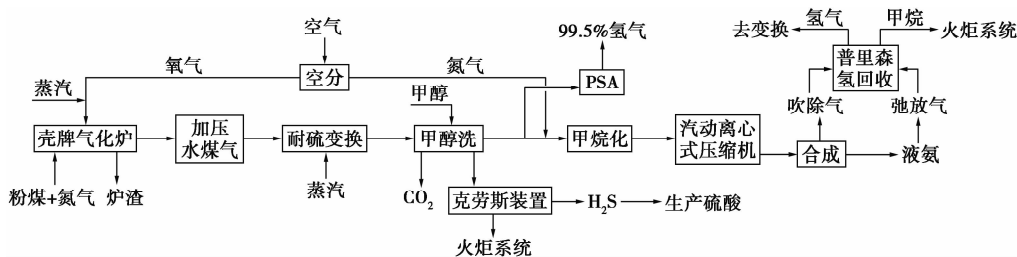 空气
99.5%氢气
氢气
甲烷
去变换
火炬系统
普里森
氢回收
氧气
空分
氮气
PSA
蒸汽
甲醇
吹除气
弛放气
壳牌气化炉
加压
水煤气
耐硫变换
甲醇洗
甲烷化
汽动离心
式压缩机
合成
液氨
粉煤+氮气
炉渣
蒸汽
CO₂
克劳斯装置
H₂S
生产硫酸
火炬系统